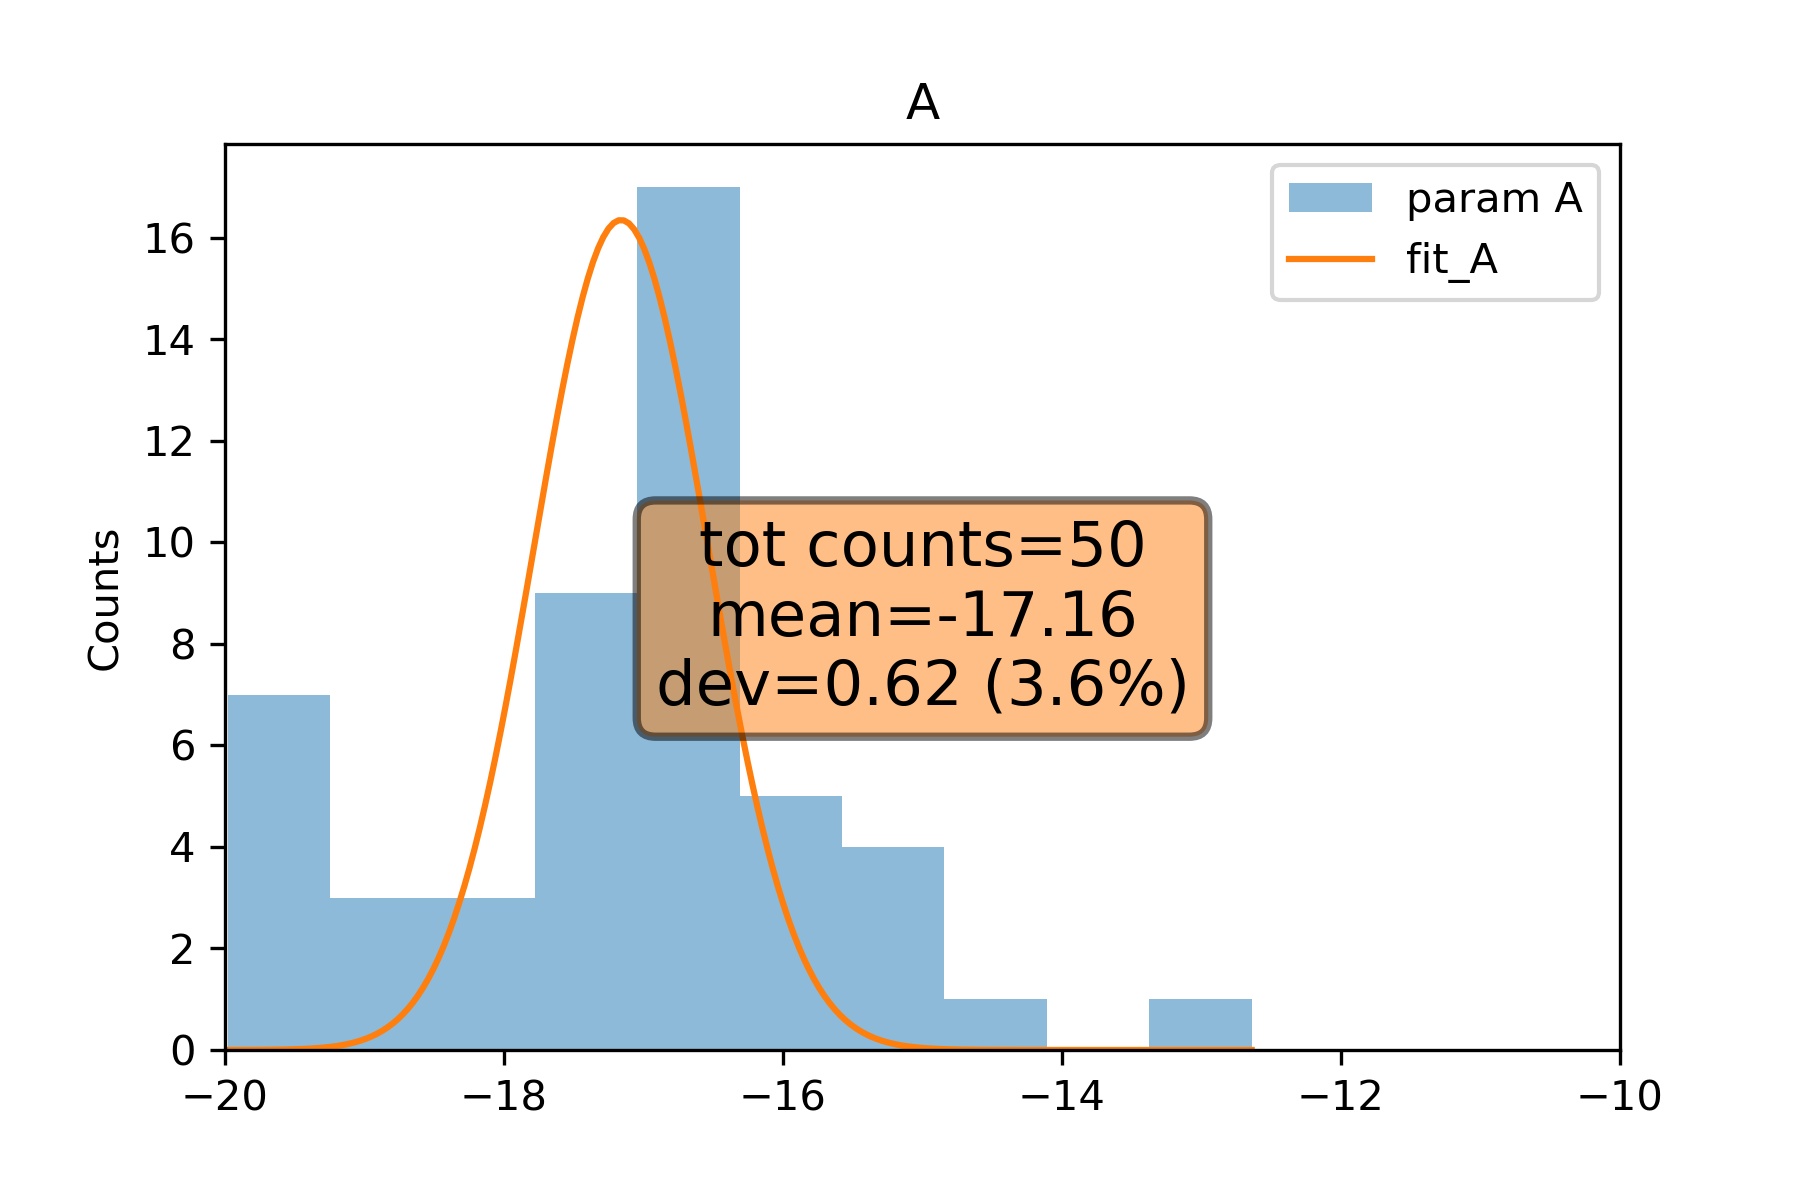 A
param A
fit_A
16
14
12
10
8
6
4
2
0
Counts
tot counts=50
mean=-17.16
dev=0.62 (3.6%)
−20 −18 −16 −14 −12 −10